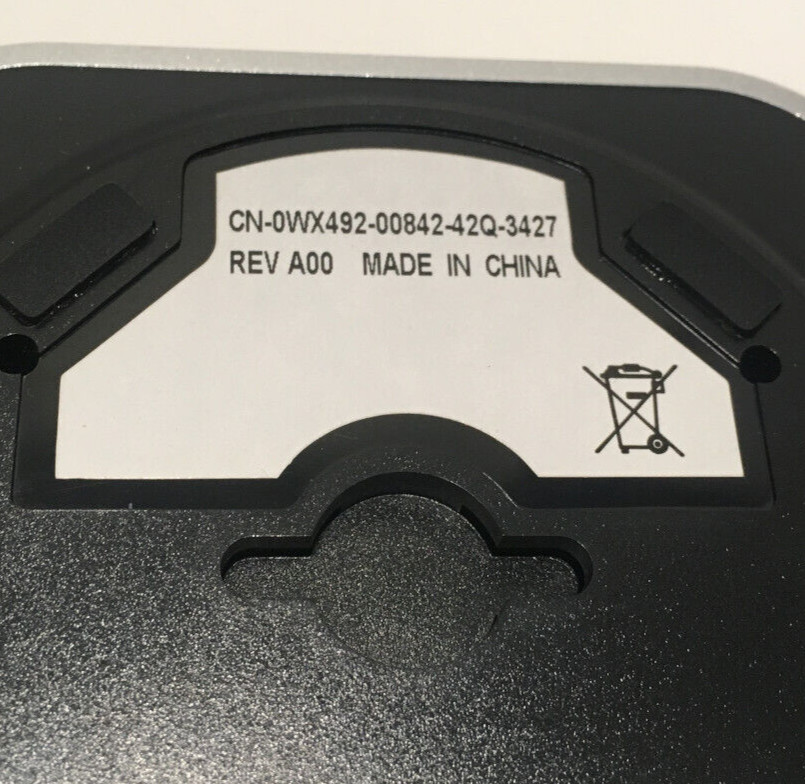 CN-0WX492-00842-42Q-3427
REV A00 MADE IN CHINA